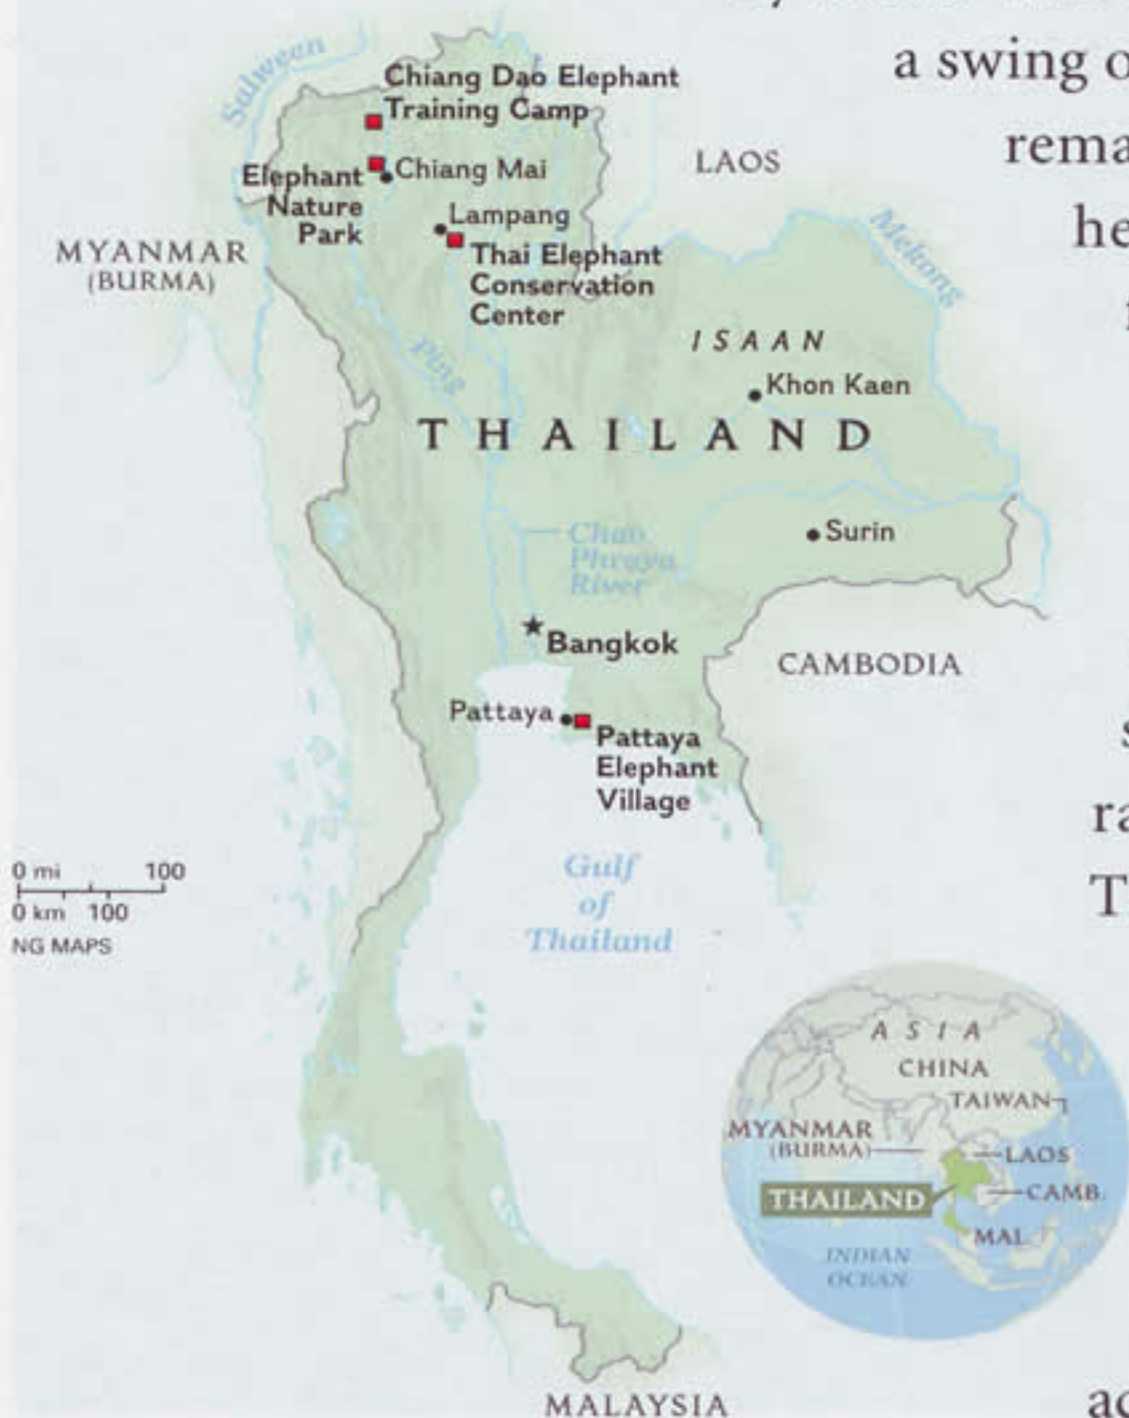 a swing o
rema
he
Salween
Chiang Dao Elephant
Training Camp
LAOS
Elephant
Nature
Park
Chiang Mai
Lampang
Thai Elephant
Conservation
Center
MYANMAR
(BURMA)
Mekong
ISAAN
Ping
Khon Kaen
THAILAND
Chao
Phraya
River
Surin
Bangkok
CAMBODIA
Pattaya
Pattaya
Elephant
Village
s
ra
T
0 mi 100
0 km 100
NG MAPS
Gulf
of
Thailand
ASIA
CHINA
TAIWAN
MYANMAR
(BURMA)
LAOS
THAILAND
CAMB.
MAL
INDIAN
OCEAN
MALAYSIA
ac